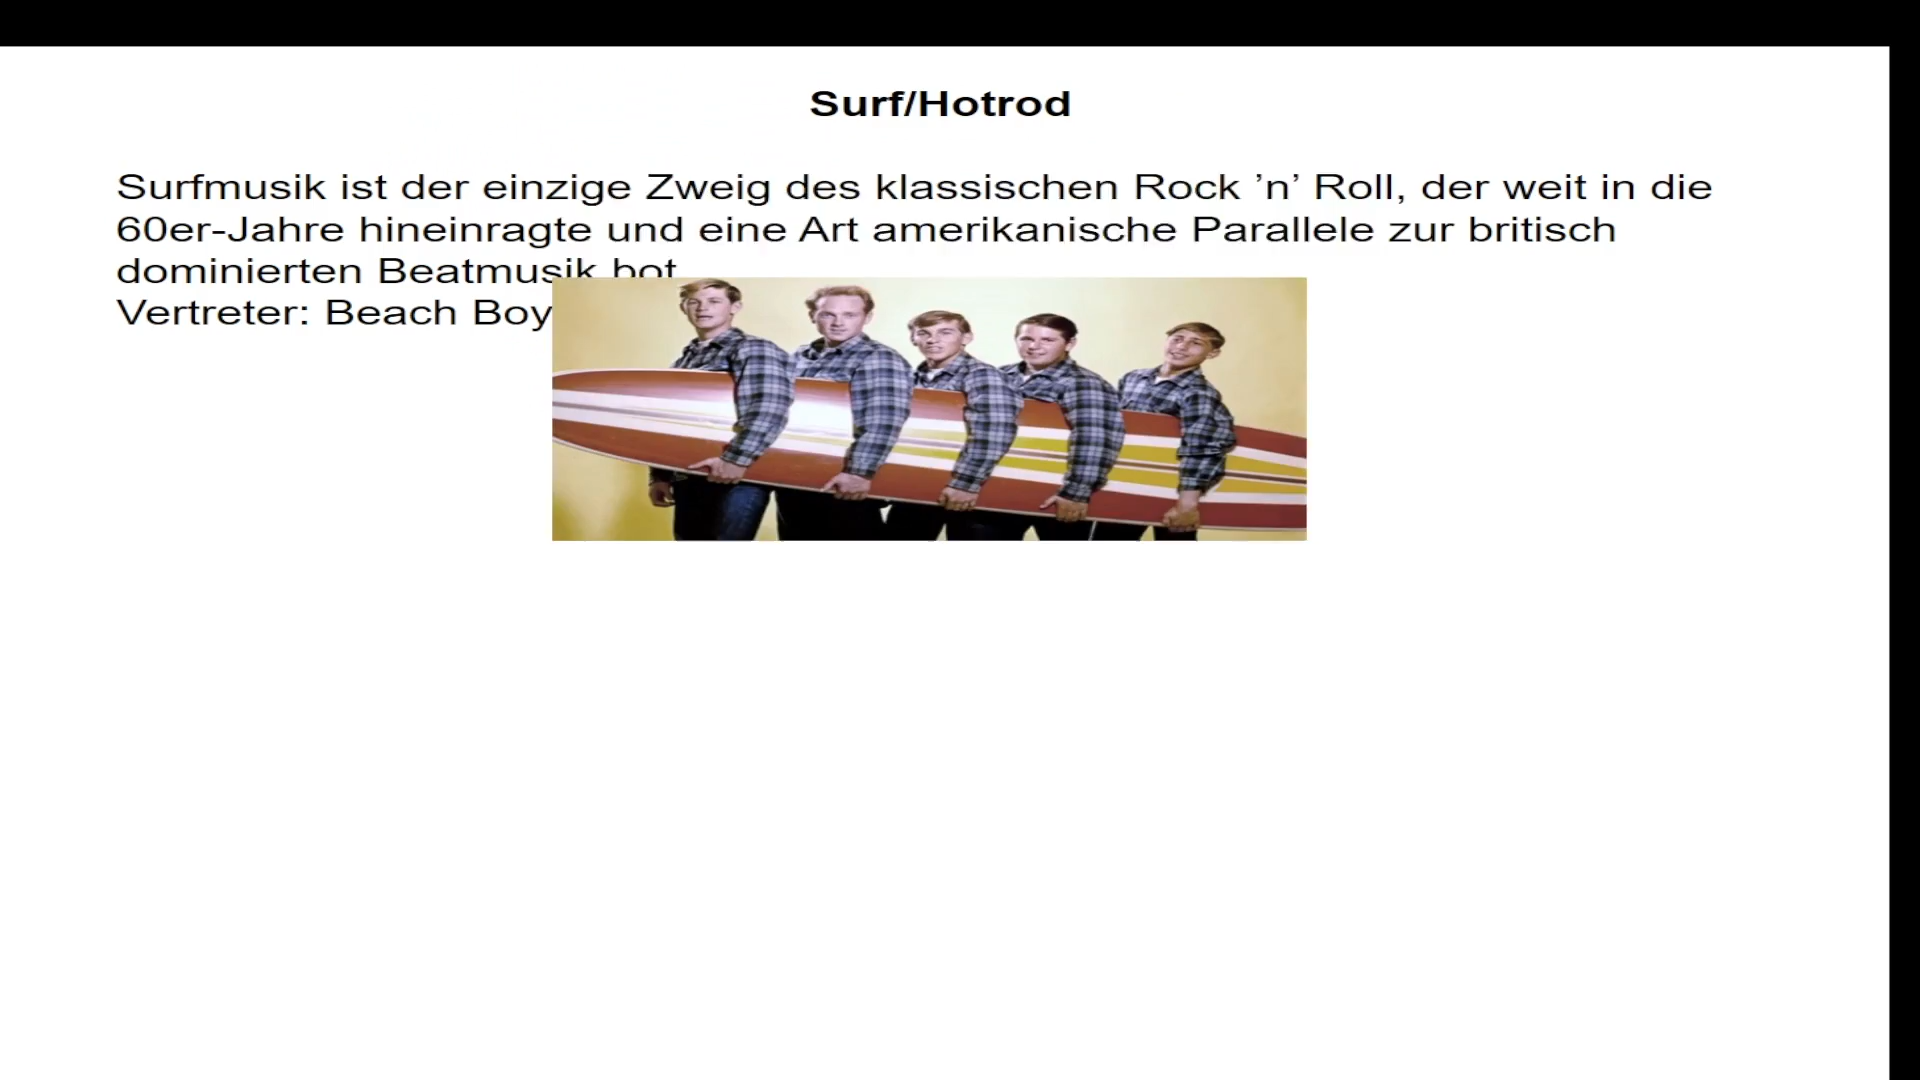 Surf/Hotrod
Surfmusik ist der einzige Zweig des klassischen Rock ’n’ Roll, der weit in die
60er-Jahre hineinragte und eine Art amerikanische Parallele zur britisch
dominierten Beatmusik bot
Vertreter: Beach Boy